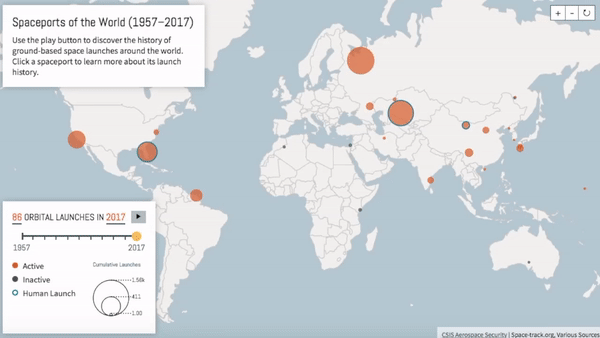 Spaceports of the World (1957–2017)
Use the play button to discover the history of
ground-based space launches around the world.
Click a spaceport to learn more about its launch
history.
86 ORBITAL LAUNCHES IN 2017
1957
2017
Active
Inactive
Human Launch
Cumulative Launches
1.56k
411
1.00
CSIS Aerospace Security | Space-track.org, Various Sources